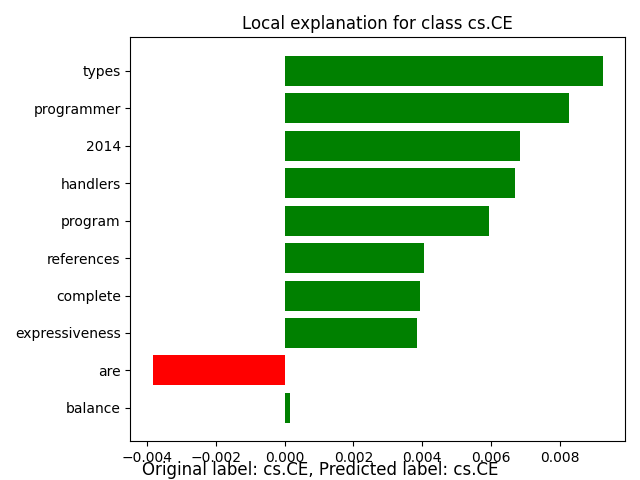 Local explanation for class cs.CE
types
programmer
2014
handlers
program
references
complete
expressiveness
are
balance
−0.004 −0.002 0.000 0.002 0.004 0.006 0.008
Original label: cs.CE, Predicted label: cs.CE